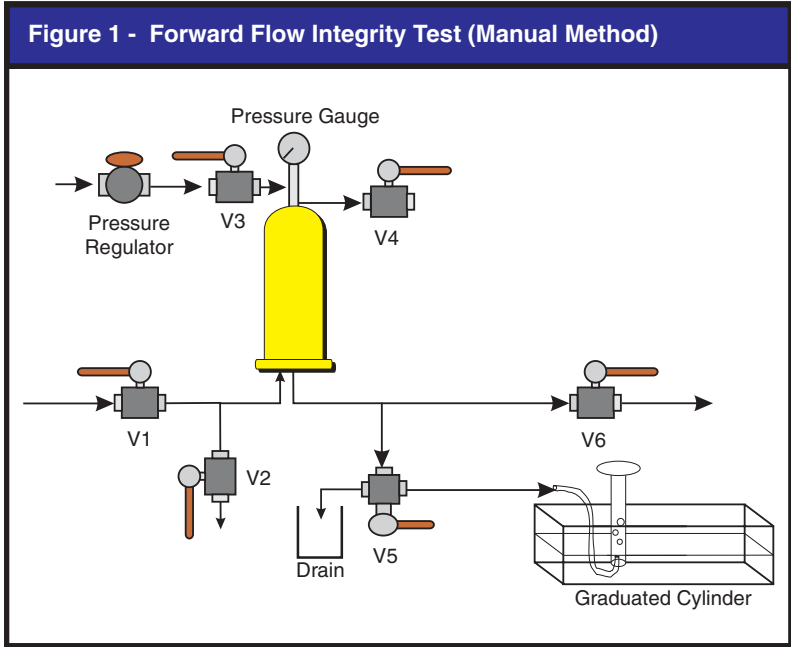 Figure 1 - Forward Flow Integrity Test (Manual Method)
Pressure Gauge
Pressure
Regulator
V3
V4
V1
V2
V6
V5
Drain
Graduated Cylinder